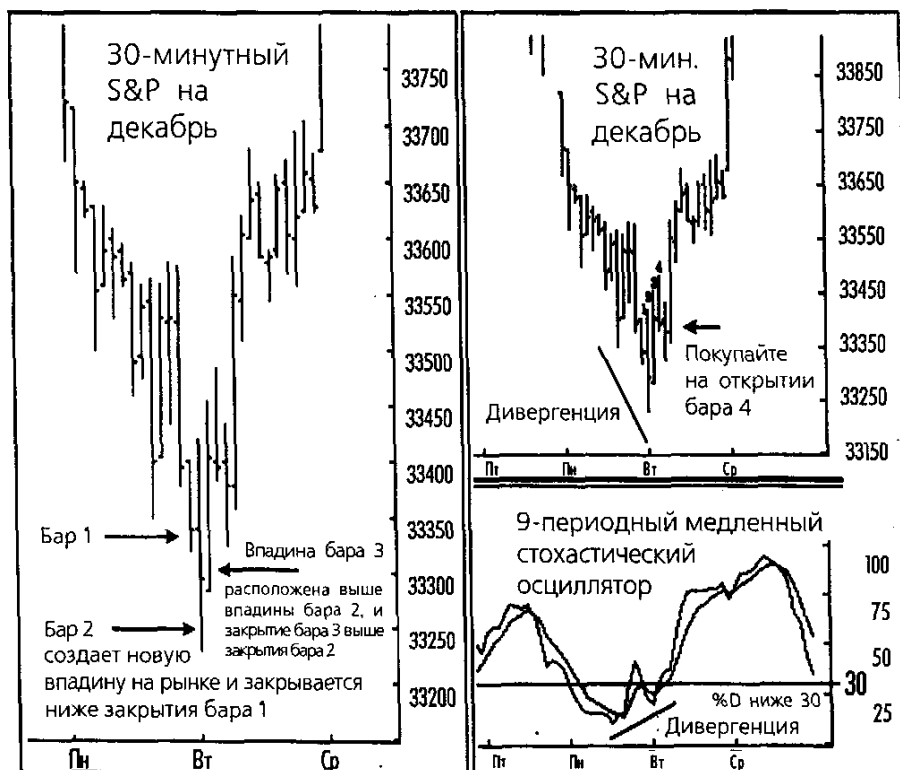 30-минутный
S&P на
декабрь
33750
33700
33650
33600
33550
33500
33450
33400
33350
33300
33250
33200
Бар 1
Впадина бара 3
расположена выше
впадины бара 2, и
закрытие бара 3 выше
закрытия бара 2
Бар 2
создает новую
впадину на рынке и закрывается
ниже закрытия бара 1
Пн
Вт
Ср
30-мин.
S&P на
декабрь
33850
33750
33650
33550
33450
33350
33250
33150
4
Покупайте
на открытии
бара 4
Дивергенция
Пт
Пн
Вт
Ср
9-периодный медленный
стохастический
осциллятор
100
75
50
30
25
%D ниже 30
Дивергенция
Пт
Пн
Вт
Ср